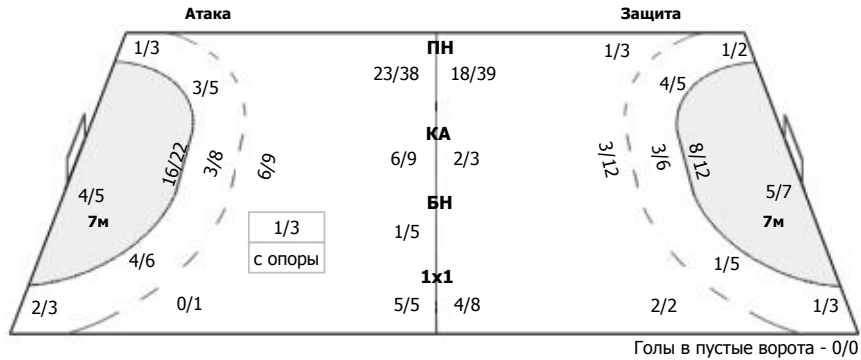 Атака Защита
1/3 ПН 1/3 1/2
23/38 18/39
3/5 4/5
КА
16/22 3/8 6/9 6/9 2/3 3/12 3/6 8/12
4/5 5/7
7м БН 7м
1/3 1/5
с опоры
4/6 1/5
1x1
2/3 0/1 5/5 4/8 2/2 1/3
Голы в пустые ворота - 0/0